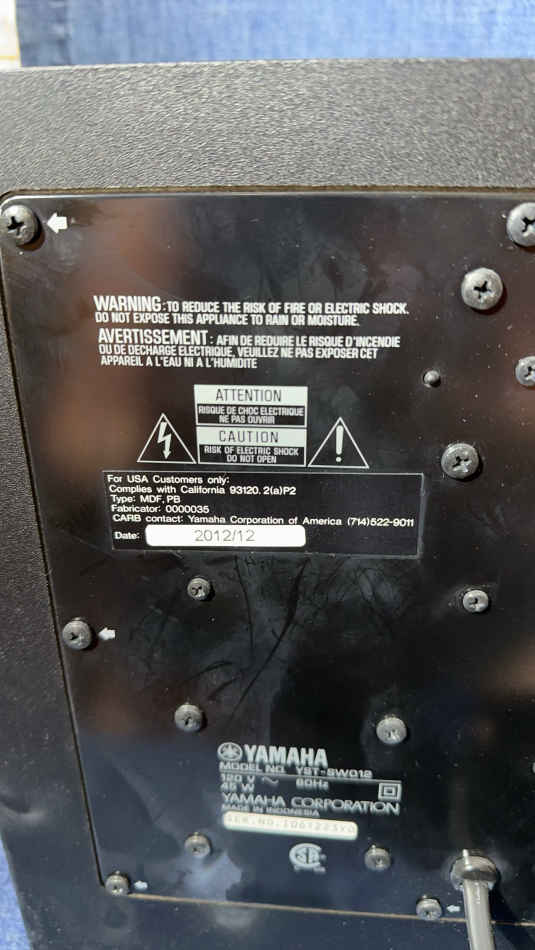 WARNING: TO REDUCE THE RISK OF FIRE OR ELECTRIC SHOCK.
DO NOT EXPOSE THIS APPLIANCE TO RAIN OR MOISTURE.
AVERTISSEMENT: AFIN DE REDUIRE LE RISQUE D'INCENDIE
OU DE DECHARGE ELECTRIQUE, VEUILLEZ NE PAS EXPOSER CET
APPAREIL A L'EAU NI A L'HUMIDITE
ATTENTION
RISQUE DE CHOC ELECTRIQUE
NE PAS OUVRIR
CAUTION
RISK OF ELECTRIC SHOCK
DO NOT OPEN
For USA Customers only:
Complies with California 93120.2(a)P2
Type: MDF,PB
Fabricator: 0000035
CARB contact: Yamaha Corporation of America (714)522-9011
Date: 2012/12
YAMAHA
MODEL NO. YST-SW012
120 V ~ 60Hz
45 W
YAMAHA CORPORATION
MADE IN INDONESIA
SER.NO.